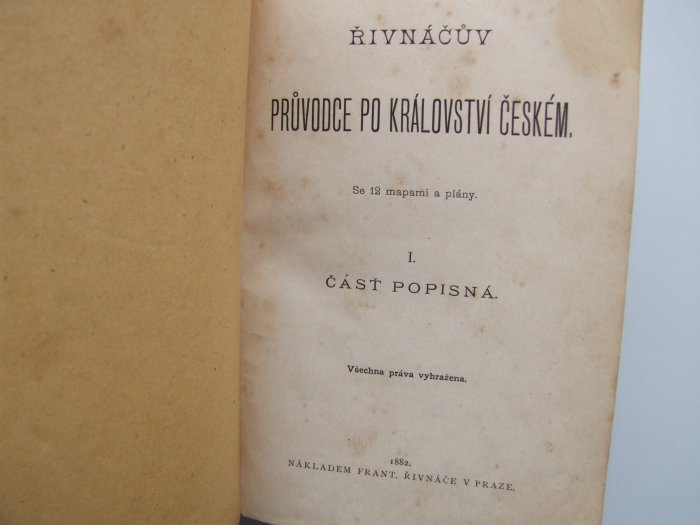 ŘIVNÁČŮV
PRŮVODCE PO KRÁLOVSTVÍ ČESKÉM.
Se 12 mapami a plány.
I.
ČÁSŤ POPISNÁ.
Všechna práva vyhražena.
1882.
NÁKLADEM FRANT. ŘIVNÁČE V PRAZE.